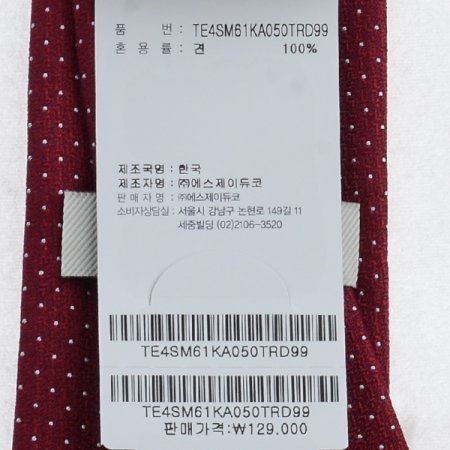 품 번 : TE4SM61KA050TRD99
혼 용 률 : 견 100%
제조국명 : 한국
제조자명 : ㈜에스제이듀코
판 매 자 명 : ㈜에스제이듀코
소비자상담실 : 서울시 강남구 논현로 149길 11
세중빌딩 (02)2106-3520
TE4SM61KA050TRD99
TE4SM61KA050TRD99
판매가격:₩129,000